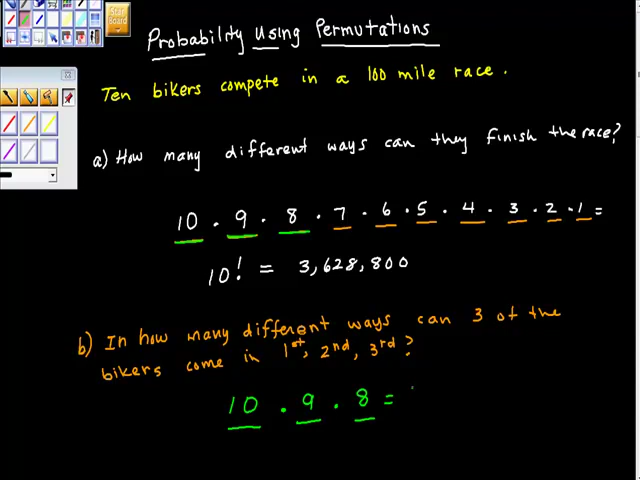 Start Board
Probability Using Permutations
Ten bikers compete in a 100 mile race.
a) How many different ways can they finish the race?
10 · 9 · 8 · 7 · 6 · 5 · 4 · 3 · 2 · 1 =
10! = 3,628,800
b) In how many different ways can 3 of the
bikers come in 1st, 2nd, 3rd?
10 · 9 · 8 =